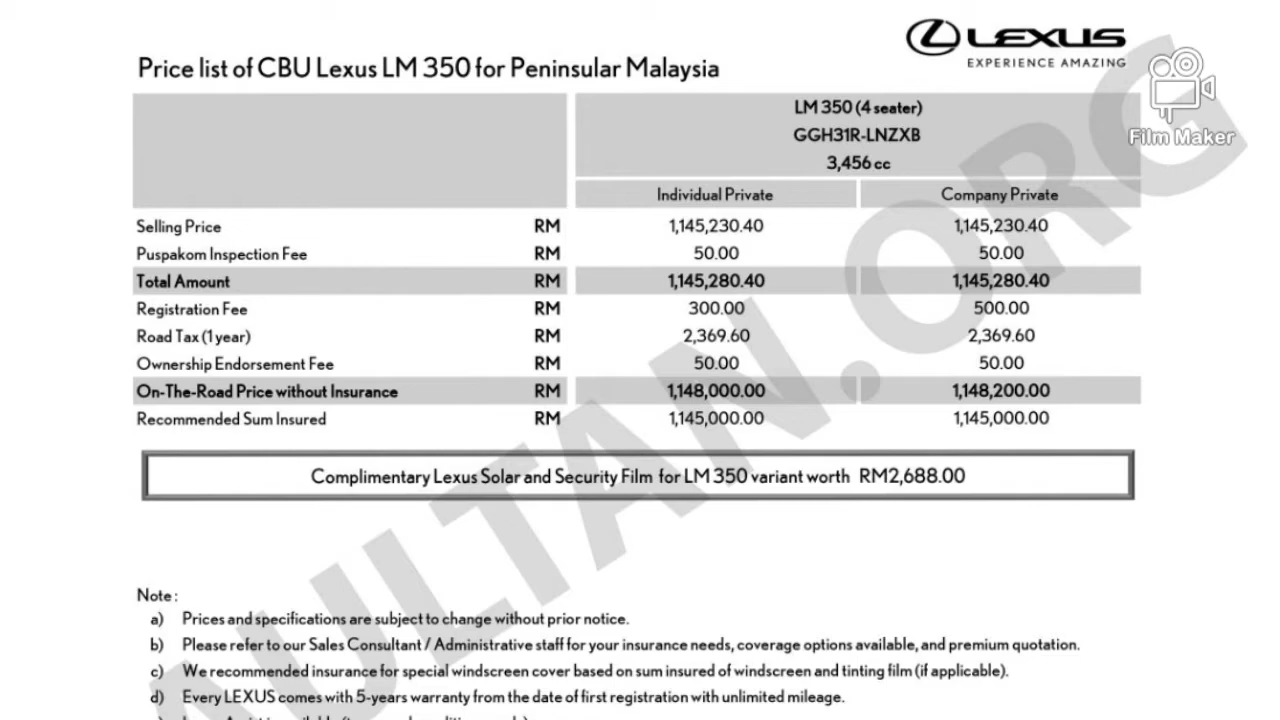 LEXUS
EXPERIENCE AMAZING
Price list of CBU Lexus LM 350 for Peninsular Malaysia
Film Maker
LM 350 (4 seater)
GGH31R-LNZXB
3,456 cc
Individual Private Company Private
Selling Price RM 1,145,230.40 1,145,230.40
Puspakom Inspection Fee RM 50.00 50.00
Total Amount RM 1,145,280.40 1,145,280.40
Registration Fee RM 300.00 500.00
Road Tax (1 year) RM 2,369.60 2,369.60
Ownership Endorsement Fee RM 50.00 50.00
On-The-Road Price without Insurance RM 1,148,000.00 1,148,200.00
Recommended Sum Insured RM 1,145,000.00 1,145,000.00
Complimentary Lexus Solar and Security Film for LM 350 variant worth RM2,688.00
Note :
a) Prices and specifications are subject to change without prior notice.
b) Please refer to our Sales Consultant / Administrative staff for your insurance needs, coverage options available, and premium quotation.
c) We recommended insurance for special windscreen cover based on sum insured of windscreen and tinting film (if applicable).
d) Every LEXUS comes with 5-years warranty from the date of first registration with unlimited mileage.
AULTAN.ORG